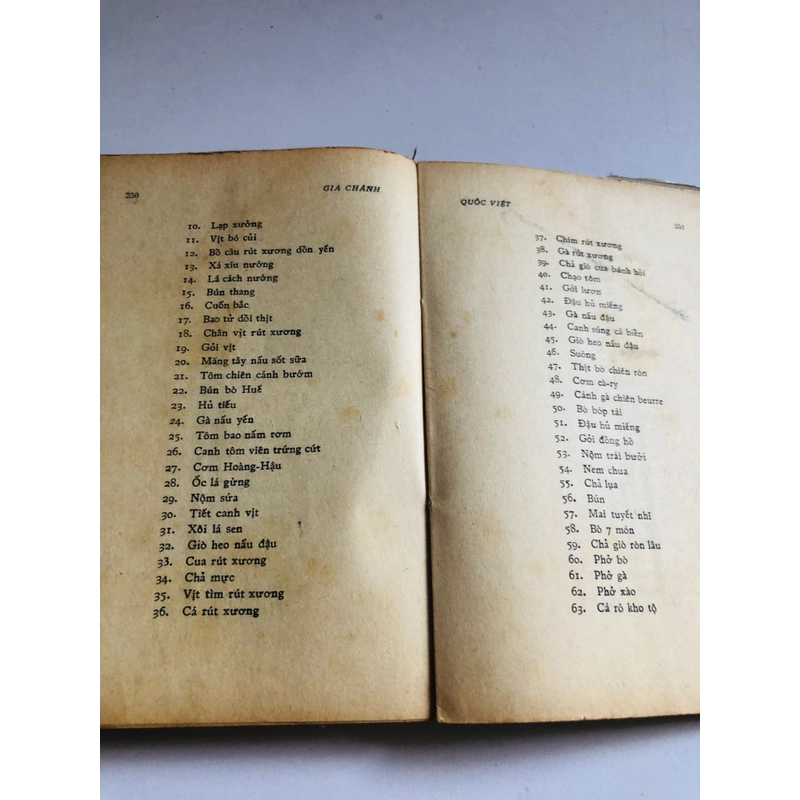 250
GIA CHÁNH
10. Lạp xưởng
11. Vịt bó củi
12. Bồ câu rút xương dồn yến
13. Xá xíu nướng
14. Lá cách nướng
15. Bún thang
16. Cuốn bắc
17. Bao tử dồi thịt
18. Chân vịt rút xương
19. Gỏi vịt
20. Măng tây nấu sốt sữa
21. Tôm chiên cánh bướm
22. Bún bò Huế
23. Hủ tiếu
24. Gà nấu yến
25. Tôm bao nấm rơm
26. Canh tôm viên trứng cút
27. Cơm Hoàng-Hậu
28. Ốc lá gừng
29. Nộm sứa
30. Tiết canh vịt
31. Xôi lá sen
32. Giò heo nấu đậu
33. Cua rút xương
34. Chả mực
35. Vịt tìm rút xương
36. Cá rút xương
QUỐC VIỆT
251
37. Chim rút xương
38. Gà rút xương
39. Chả giò cua bánh hỏi
40. Chạo tôm
41. Gỏi lươn
42. Đậu hủ miếng
43. Gà nấu đậu
44. Canh súng cá biển
45. Giò heo nấu đậu
46. Suông
47. Thịt bò chiên ròn
48. Cơm cà-ry
49. Cánh gà chiên beurre
50. Bò bóp tái
51. Đậu hủ miếng
52. Gỏi đồng hồ
53. Nộm trái bưởi
54. Nem chua
55. Chả lụa
56. Bún
57. Mai tuyết nhĩ
58. Bò 7 món
59. Chả giò ròn lâu
60. Phở bò
61. Phở gà
62. Phở xào
63. Cá rô kho tộ